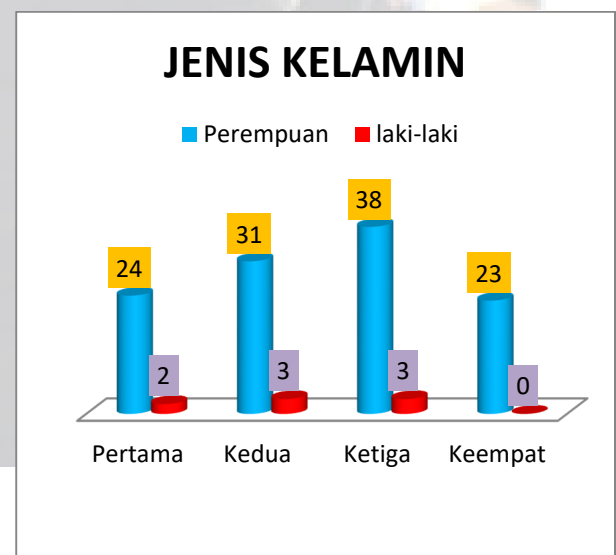 JENIS KELAMIN
Perempuan laki-laki
38
31
24
23
2 3 3 0
Pertama Kedua Ketiga Keempat